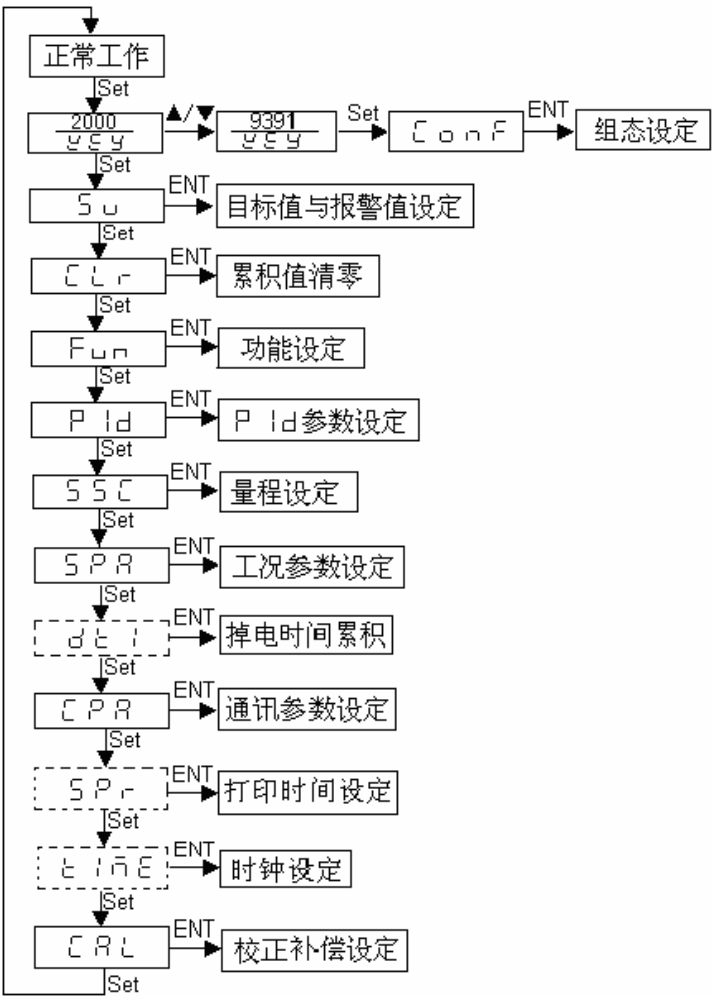 正常工作
Set
2000 ▲/▼ 9391 Set ConF ENT 组态设定
YCY YCY
Set
Su ENT 目标值与报警值设定
Set
CLr ENT 累积值清零
Set
Fun ENT 功能设定
Set
PId ENT PId参数设定
Set
SSC ENT 量程设定
Set
SPA ENT 工况参数设定
Set
dt1 ENT 掉电时间累积
Set
CPA ENT 通讯参数设定
Set
SPr ENT 打印时间设定
Set
tIME ENT 时钟设定
Set
CAL ENT 校正补偿设定
Set